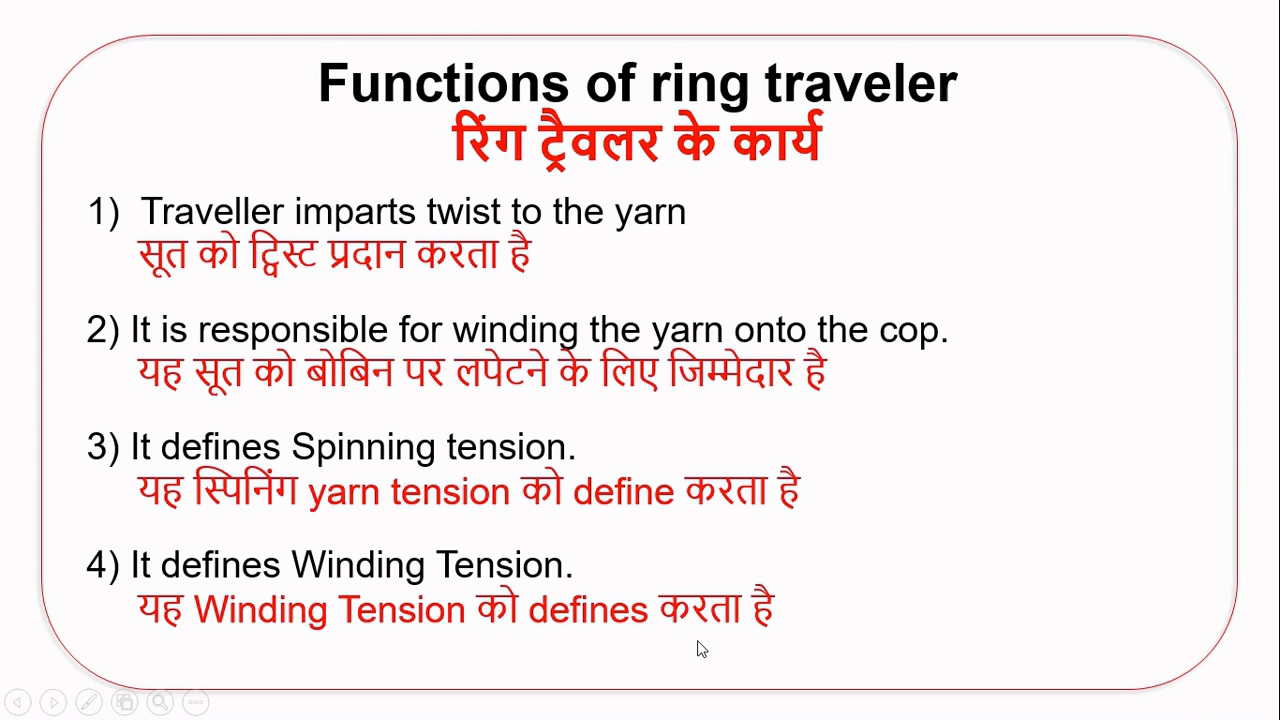 Functions of ring traveler
रिंग ट्रैवलर के कार्य
1) Traveller imparts twist to the yarn
सूत को ट्विस्ट प्रदान करता है
2) It is responsible for winding the yarn onto the cop.
यह सूत को बोबिन पर लपेटने के लिए जिम्मेदार है
3) It defines Spinning tension.
यह स्पिनिंग yarn tension को define करता है
4) It defines Winding Tension.
यह Winding Tension को defines करता है